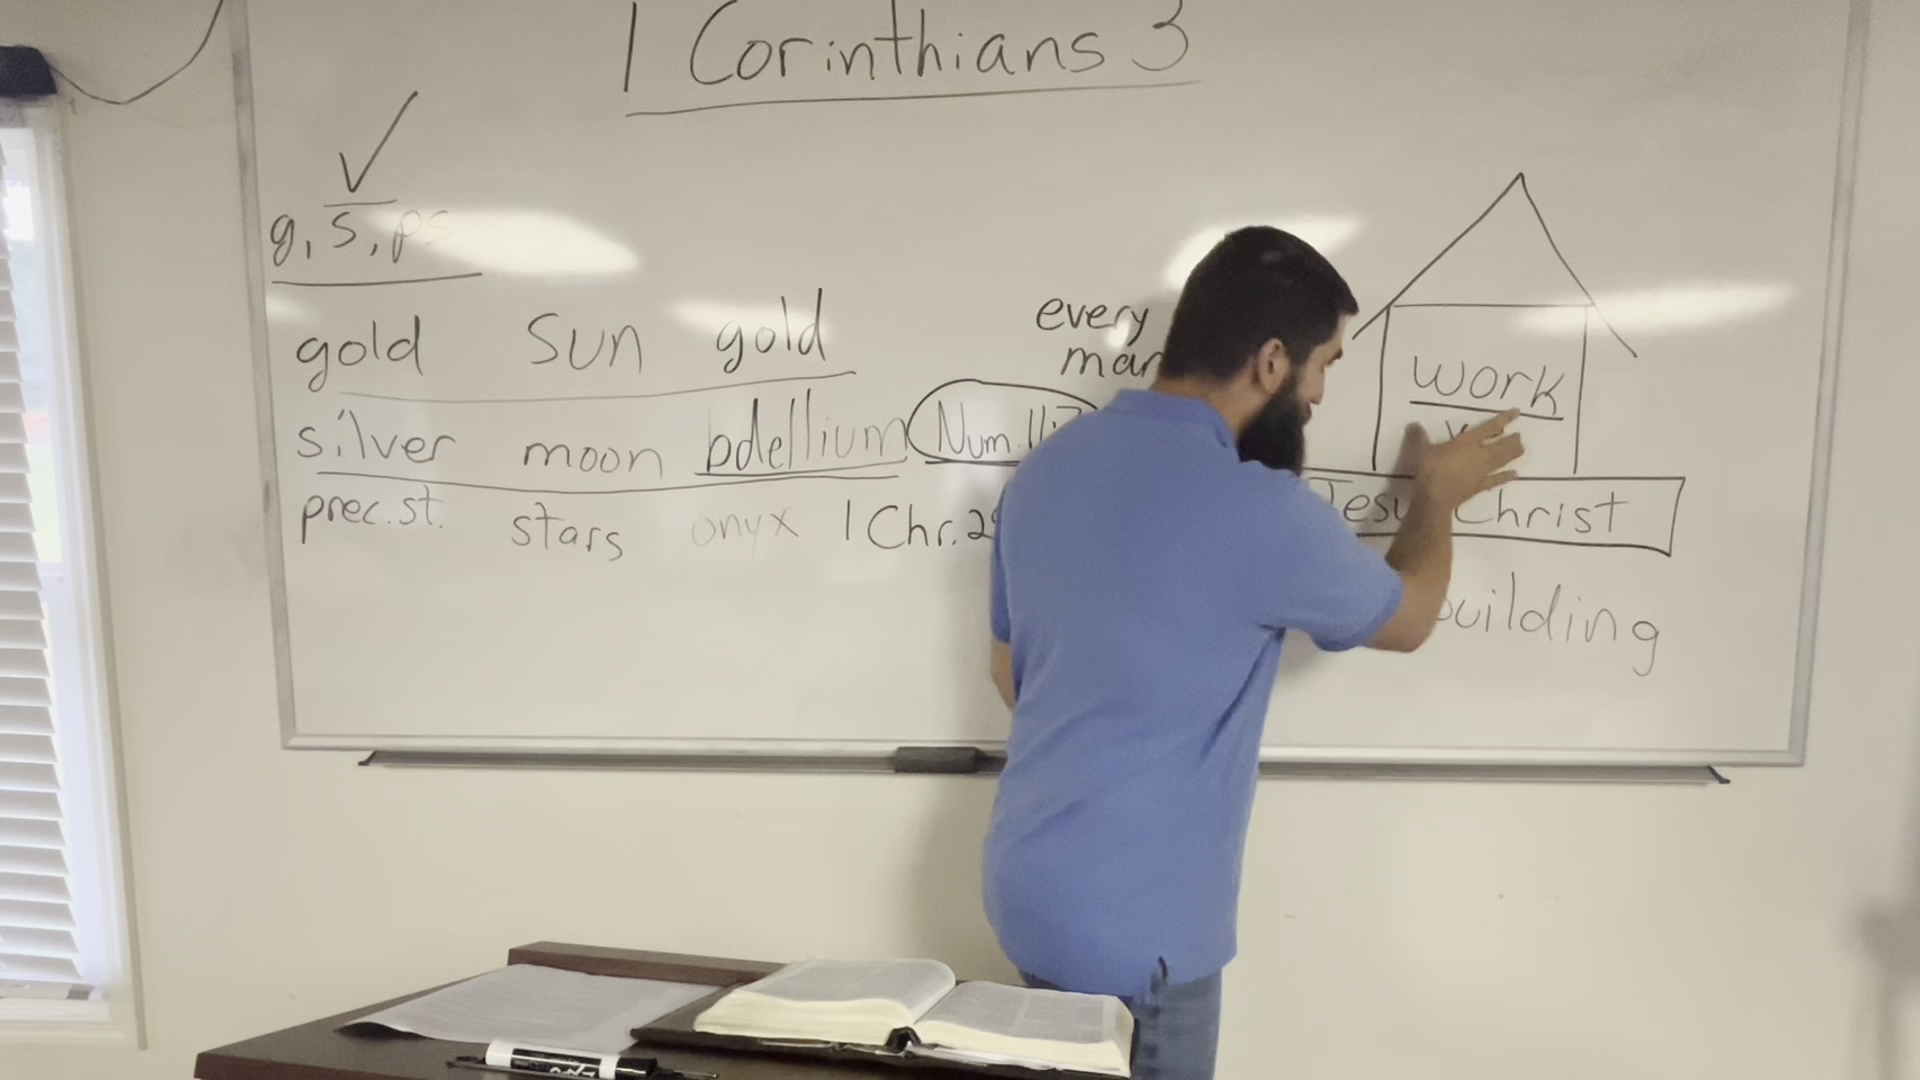 1 Corinthians 3
g, s, ps
gold sun gold
silver moon bdellium Num. 11:7
prec. st. stars onyx 1 Chr.
every
man
work
Jesus Christ
building